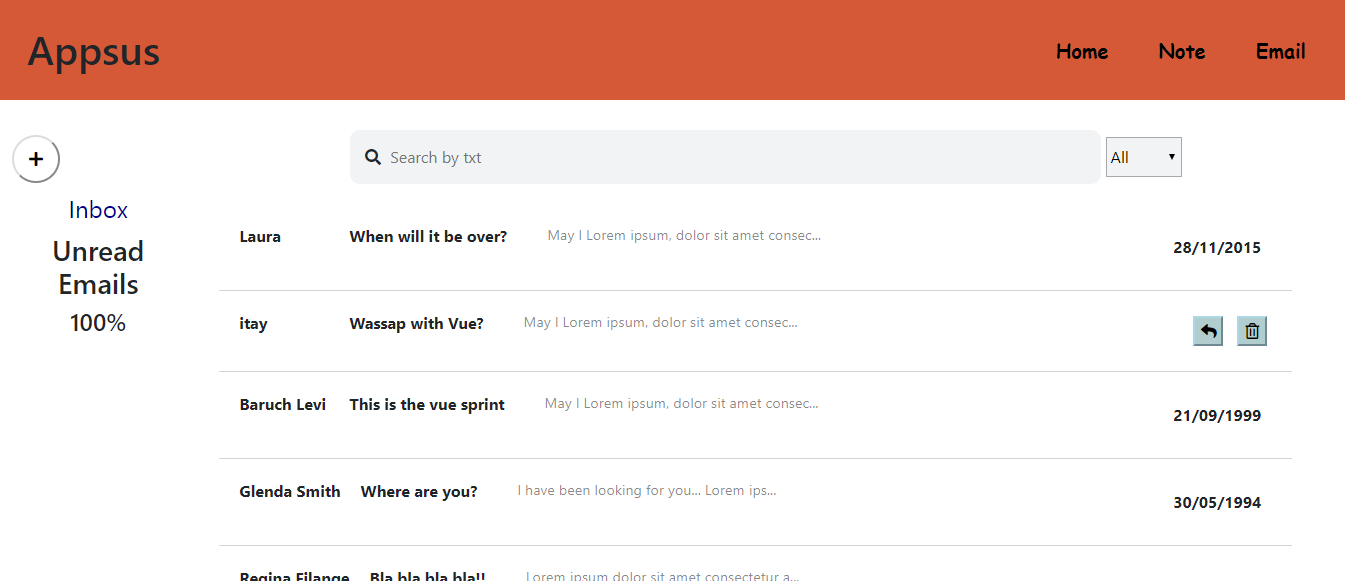 Appsus
Home Note Email
Search by txt
All
Inbox
Unread
Emails
100%
Laura When will it be over? May I Lorem ipsum, dolor sit amet consec...
28/11/2015
itay Wassap with Vue? May I Lorem ipsum, dolor sit amet consec...
Baruch Levi This is the vue sprint May I Lorem ipsum, dolor sit amet consec...
21/09/1999
Glenda Smith Where are you? I have been looking for you... Lorem ips...
30/05/1994
Regina Filange Bla bla bla bla!! Lorem ipsum dolor sit amet consectetur a...